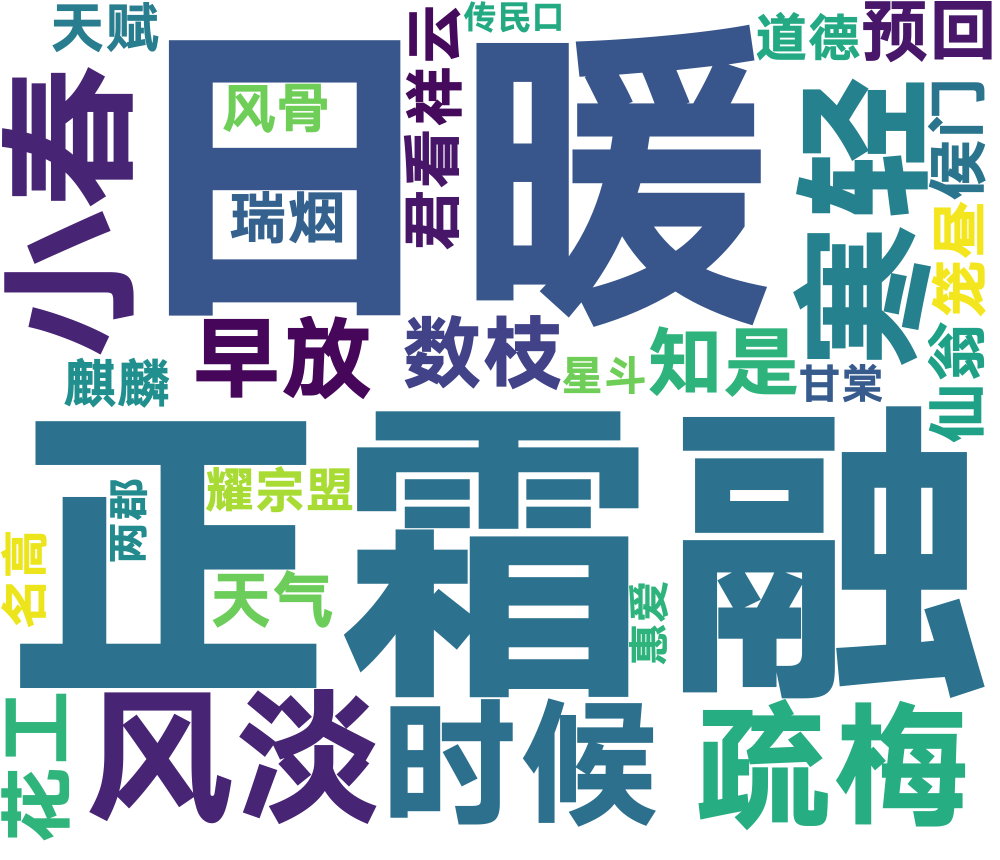 天赋
小春
日暖
风骨
瑞烟
君看祥云
传民口
道德
预回
寒轻
侯门
笼昼
仙翁
麒麟
早放
数枝
星斗
知是
甘棠
正霜融
耀宗盟
两郡
名高
天气
惠爱
花工
风淡
时候
疏梅